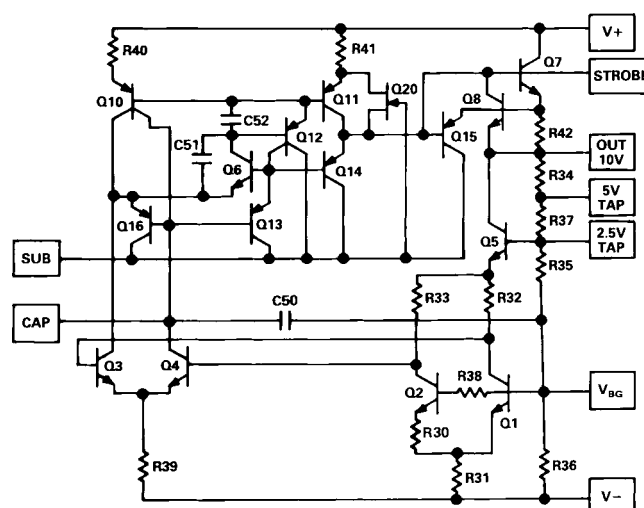 R40
R41
V+
Q7
STROBE
Q20
Q10
Q11
Q8
C52
R42
Q12
Q15
C51
OUT
10V
Q6
Q14
R34
5V
TAP
Q16
Q13
R37
Q5
2.5V
TAP
SUB
R35
R33
R32
C50
CAP
Q3
Q4
R38
Q2
VBG
Q1
R30
R39
R31
R36
V−